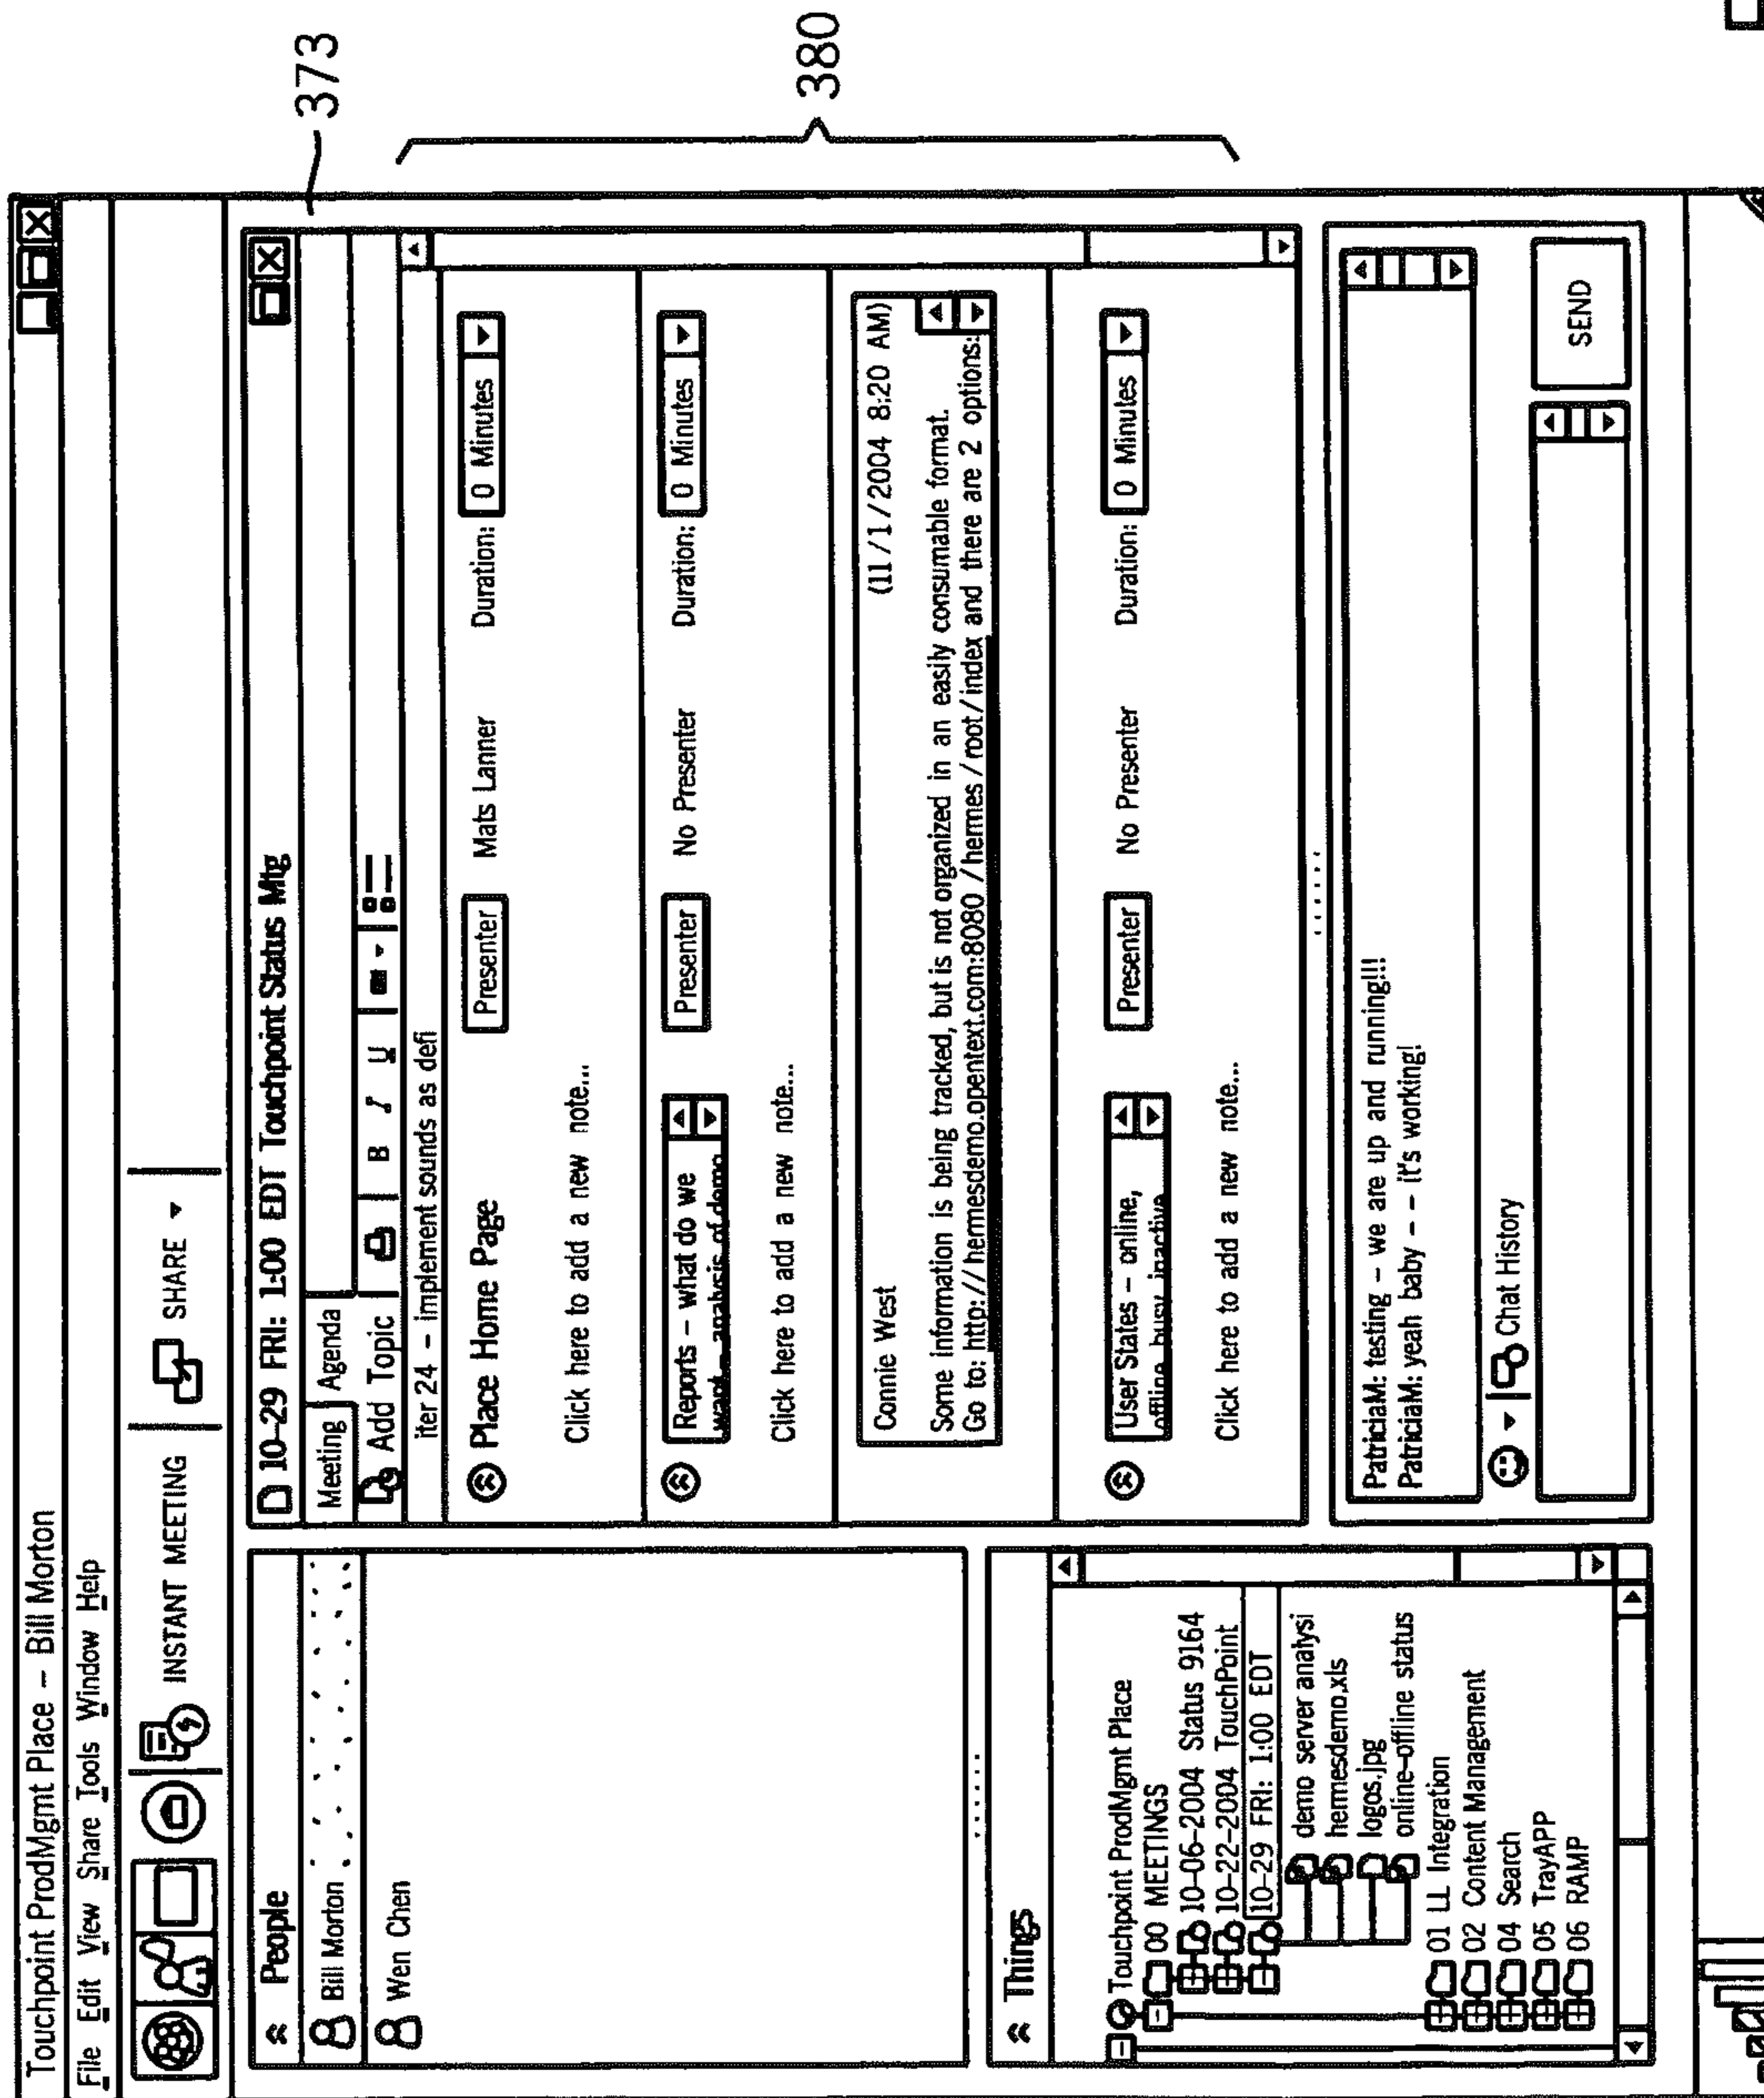 Touchpoint ProdMgmt Place – Bill Morton
File Edit View Share Tools Window Help
INSTANT MEETING SHARE
People
Bill Morton
Wen Chen
Things
Touchpoint ProdMgmt Place
00 MEETINGS
10-06-2004 Status 9164
10-22-2004 TouchPoint
10-29 FRI: 1:00 EDT
demo server analysi
hermesdemo.xls
logos.jpg
online-offline status
01 LL Integration
02 Content Management
04 Search
05 TrayAPP
06 RAMP
10-29 FRI: 1:00 EDT Touchpoint Status Mtg
373
Meeting Agenda
Add Topic B I U
iter 24 – implement sounds as defi
380
Place Home Page Presenter Mats Lanner Duration: 0 Minutes
Click here to add a new note...
Reports – what do we Presenter No Presenter Duration: 0 Minutes
want – analysis of demo
Click here to add a new note...
Connie West (11/1/2004 8:20 AM)
Some information is being tracked, but is not organized in an easily consumable format.
Go to: http://hermesdemo.opentext.com:8080/hermes/root/index and there are 2 options:
User States – online, Presenter No Presenter Duration: 0 Minutes
offline, busy, inactive
Click here to add a new note...
PatriciaM: testing – we are up and running!!!
PatriciaM: yeah baby – – it's working!
Chat History
SEND